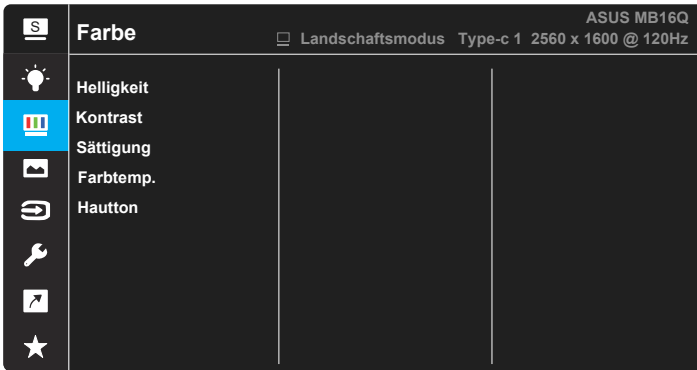 S
Farbe
ASUS MB16Q
Landschaftsmodus Type-c 1 2560 x 1600 @ 120Hz
Helligkeit
Kontrast
Sättigung
Farbtemp.
Hautton